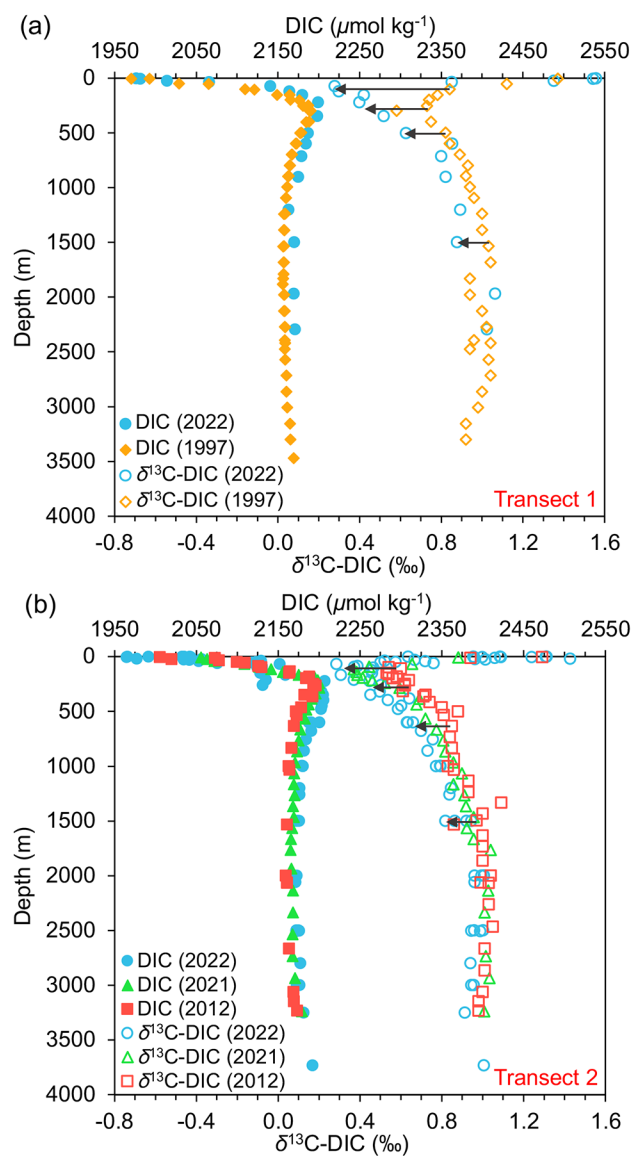 (a)
DIC (µmol kg⁻¹)
1950 2050 2150 2250 2350 2450 2550
0
500
1000
1500
2000
2500
3000
3500
4000
Depth (m)
DIC (2022)
DIC (1997)
δ¹³C-DIC (2022)
δ¹³C-DIC (1997)
Transect 1
-0.8 -0.4 0.0 0.4 0.8 1.2 1.6
δ¹³C-DIC (‰)
(b)
DIC (µmol kg⁻¹)
1950 2050 2150 2250 2350 2450 2550
0
500
1000
1500
2000
2500
3000
3500
4000
Depth (m)
DIC (2022)
DIC (2021)
DIC (2012)
δ¹³C-DIC (2022)
δ¹³C-DIC (2021)
δ¹³C-DIC (2012)
Transect 2
-0.8 -0.4 0.0 0.4 0.8 1.2 1.6
δ¹³C-DIC (‰)